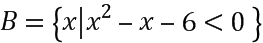 B = {x|x² − x − 6 < 0 }